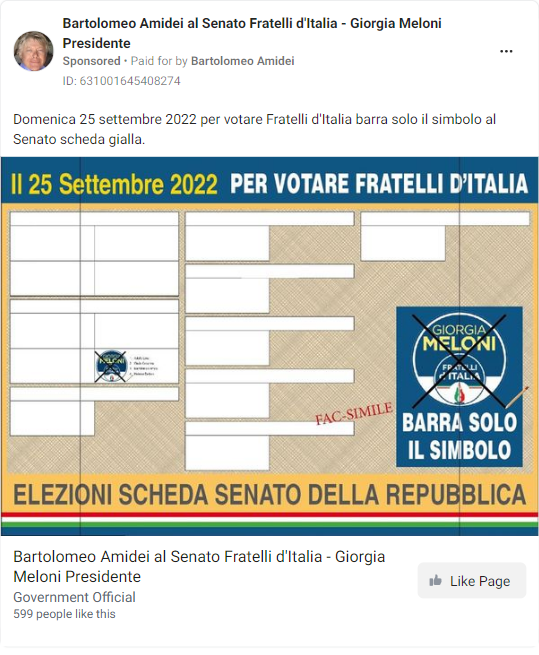 Bartolomeo Amidei al Senato Fratelli d'Italia - Giorgia Meloni
Presidente
Sponsored • Paid for by Bartolomeo Amidei
ID: 631001645408274
Domenica 25 settembre 2022 per votare Fratelli d'Italia barra solo il simbolo al
Senato scheda gialla.
Il 25 Settembre 2022 PER VOTARE FRATELLI D'ITALIA
MELONI
GIORGIA
MELONI
FRATELLI
d'ITALIA
FAC-SIMILE
BARRA SOLO
IL SIMBOLO
ELEZIONI SCHEDA SENATO DELLA REPUBBLICA
Bartolomeo Amidei al Senato Fratelli d'Italia - Giorgia
Meloni Presidente
Government Official
599 people like this
Like Page